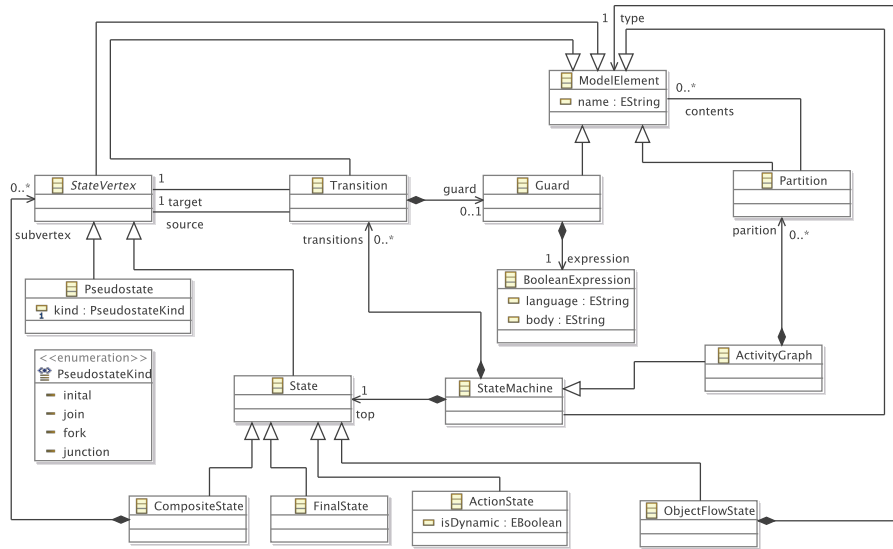 1 type
ModelElement
name : EString
0..*
contents
0..*
StateVertex
1
1 target
source
Transition
guard
0..1
Guard
Partition
subvertex
transitions
0..*
parition
0..*
1 expression
Pseudostate
kind : PseudostateKind
BooleanExpression
language : EString
body : EString
<<enumeration>>
PseudostateKind
inital
join
fork
junction
State
1
top
StateMachine
ActivityGraph
CompositeState
FinalState
ActionState
isDynamic : EBoolean
ObjectFlowState